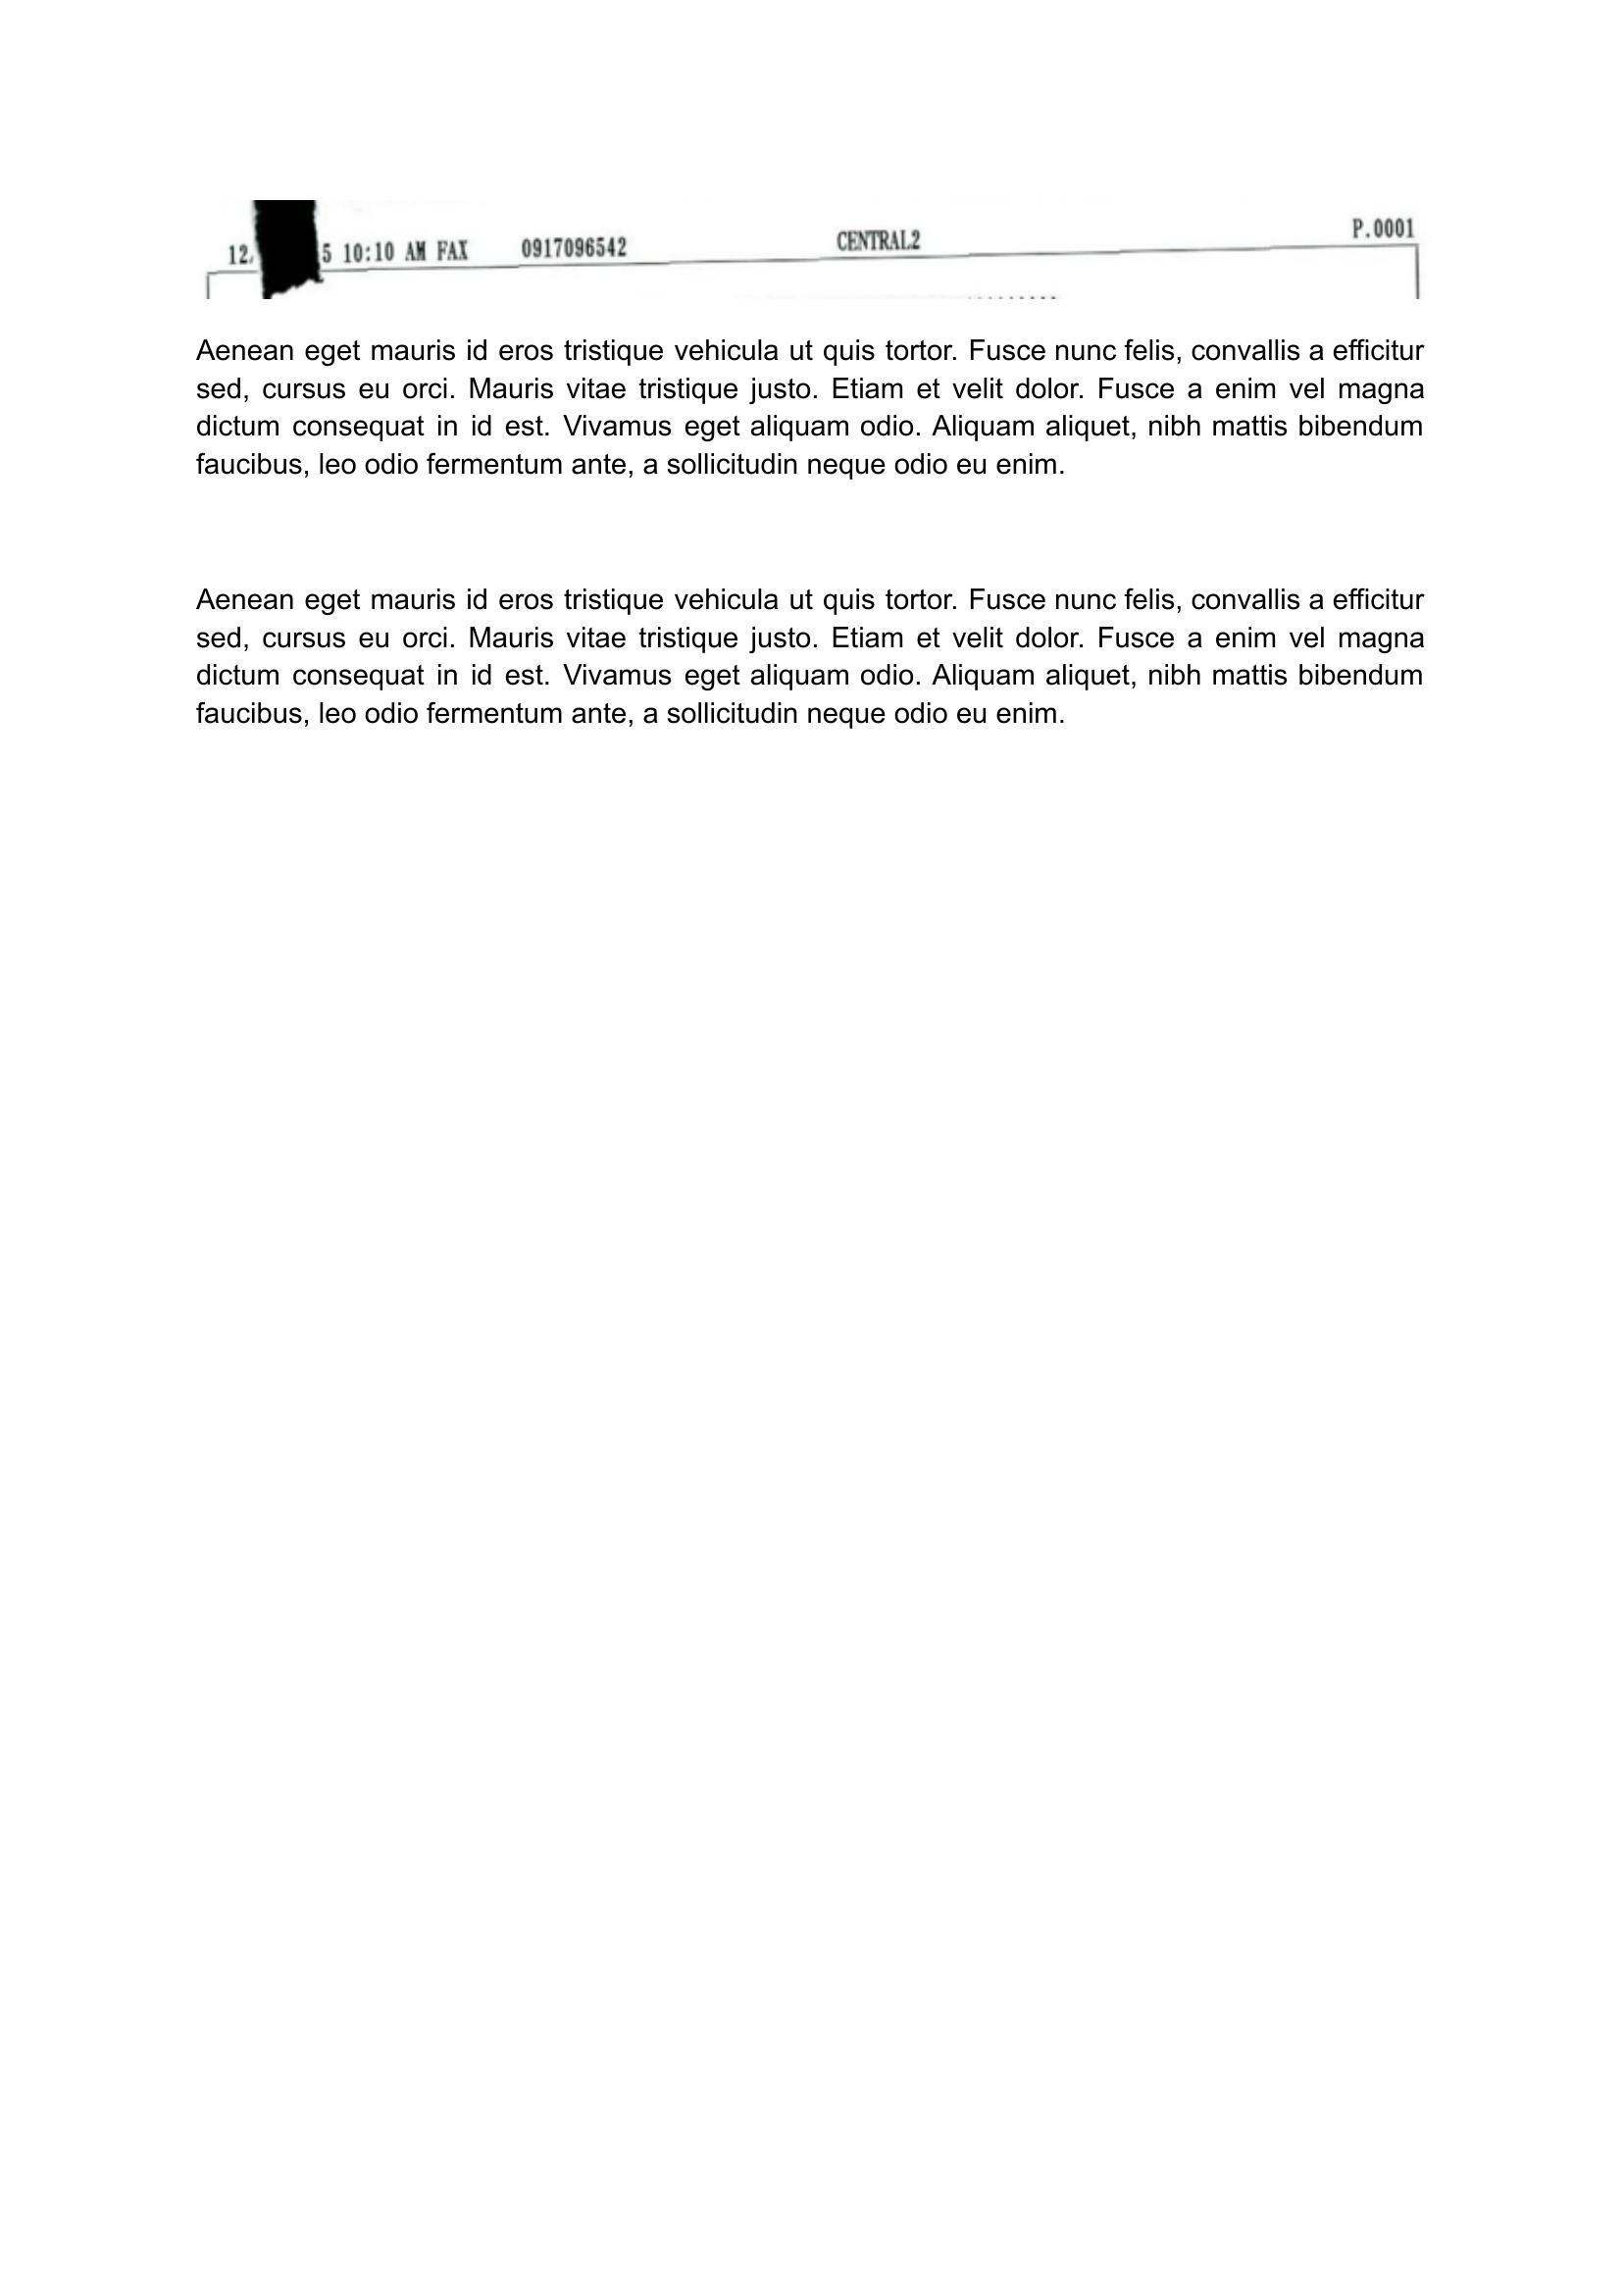 12/ 5 10:10 AM FAX 0917096542 CENTRAL2 P.0001
Aenean eget mauris id eros tristique vehicula ut quis tortor. Fusce nunc felis, convallis a efficitur
sed, cursus eu orci. Mauris vitae tristique justo. Etiam et velit dolor. Fusce a enim vel magna
dictum consequat in id est. Vivamus eget aliquam odio. Aliquam aliquet, nibh mattis bibendum
faucibus, leo odio fermentum ante, a sollicitudin neque odio eu enim.
Aenean eget mauris id eros tristique vehicula ut quis tortor. Fusce nunc felis, convallis a efficitur
sed, cursus eu orci. Mauris vitae tristique justo. Etiam et velit dolor. Fusce a enim vel magna
dictum consequat in id est. Vivamus eget aliquam odio. Aliquam aliquet, nibh mattis bibendum
faucibus, leo odio fermentum ante, a sollicitudin neque odio eu enim.